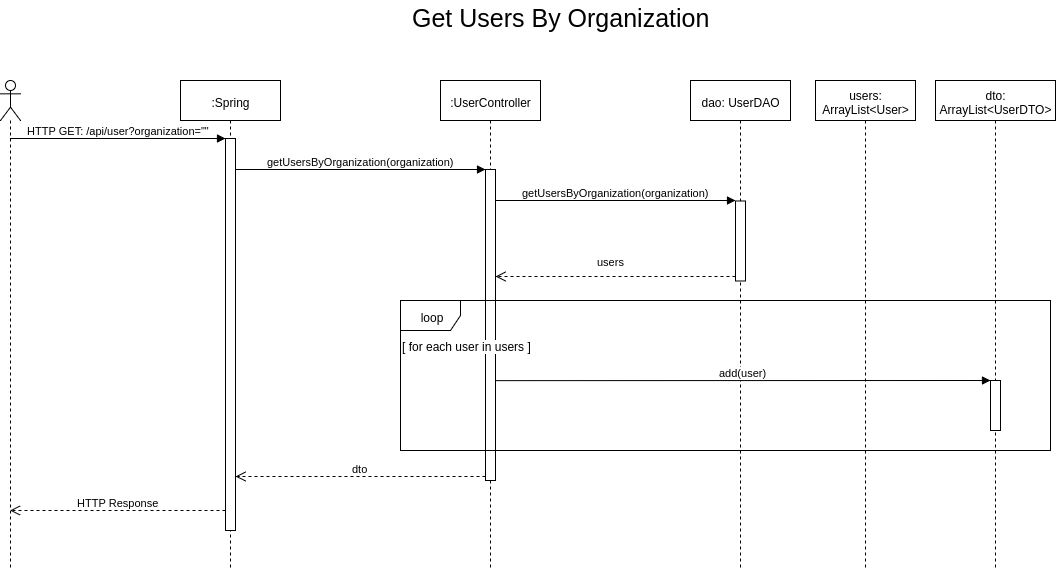 Get Users By Organization
:Spring
:UserController
dao: UserDAO
users:
ArrayList<User>
dto:
ArrayList<UserDTO>
HTTP GET: /api/user?organization=""
getUsersByOrganization(organization)
getUsersByOrganization(organization)
users
loop
[ for each user in users ]
add(user)
dto
HTTP Response